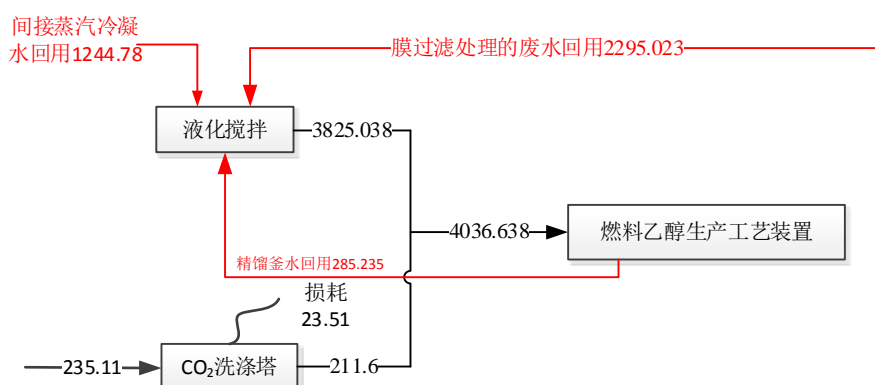 间接蒸汽冷凝
水回用1244.78
膜过滤处理的废水回用2295.023
液化搅拌
3825.038
4036.638
燃料乙醇生产工艺装置
精馏釜水回用285.235
损耗
23.51
235.11
CO₂洗涤塔
211.6